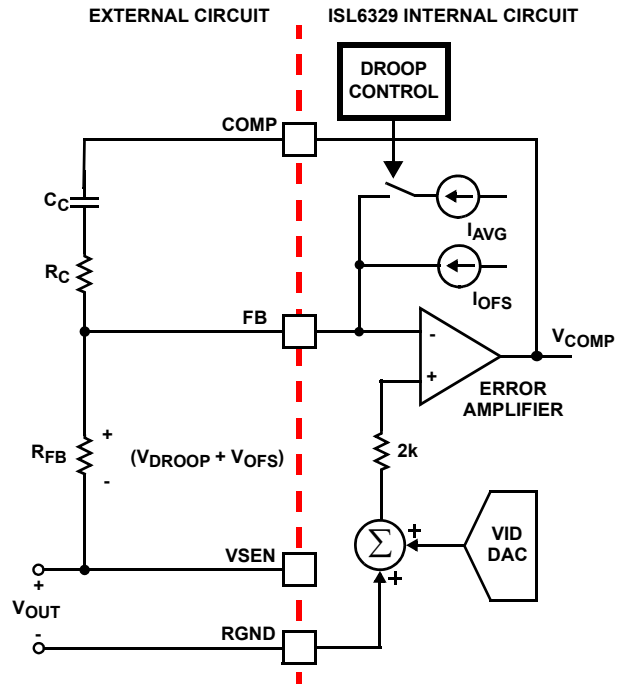 EXTERNAL CIRCUIT
ISL6329 INTERNAL CIRCUIT
DROOP
CONTROL
COMP
CC
IAVG
RC
IOFS
FB
VCOMP
-
+
ERROR
AMPLIFIER
RFB
+
-
(VDROOP + VOFS)
2k
VSEN
Σ
+
+
VID
DAC
+
VOUT
-
RGND